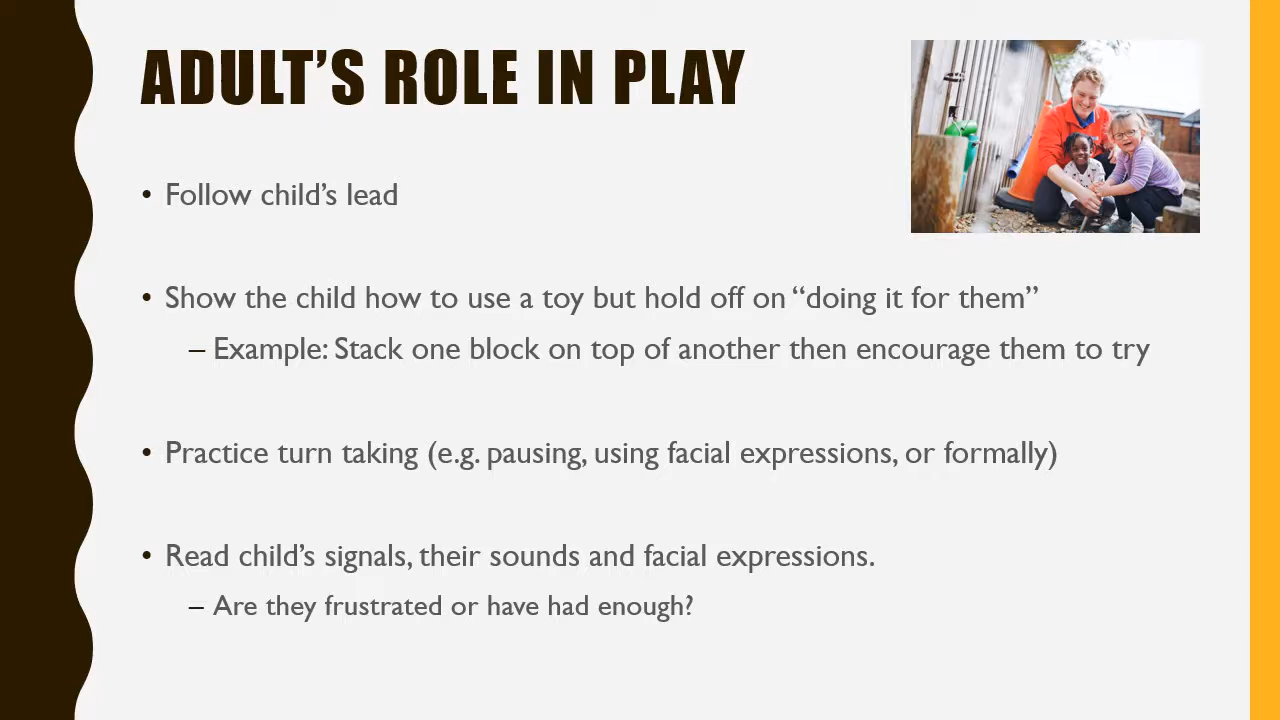 ADULT'S ROLE IN PLAY
• Follow child's lead
• Show the child how to use a toy but hold off on “doing it for them”
– Example: Stack one block on top of another then encourage them to try
• Practice turn taking (e.g. pausing, using facial expressions, or formally)
• Read child's signals, their sounds and facial expressions.
– Are they frustrated or have had enough?